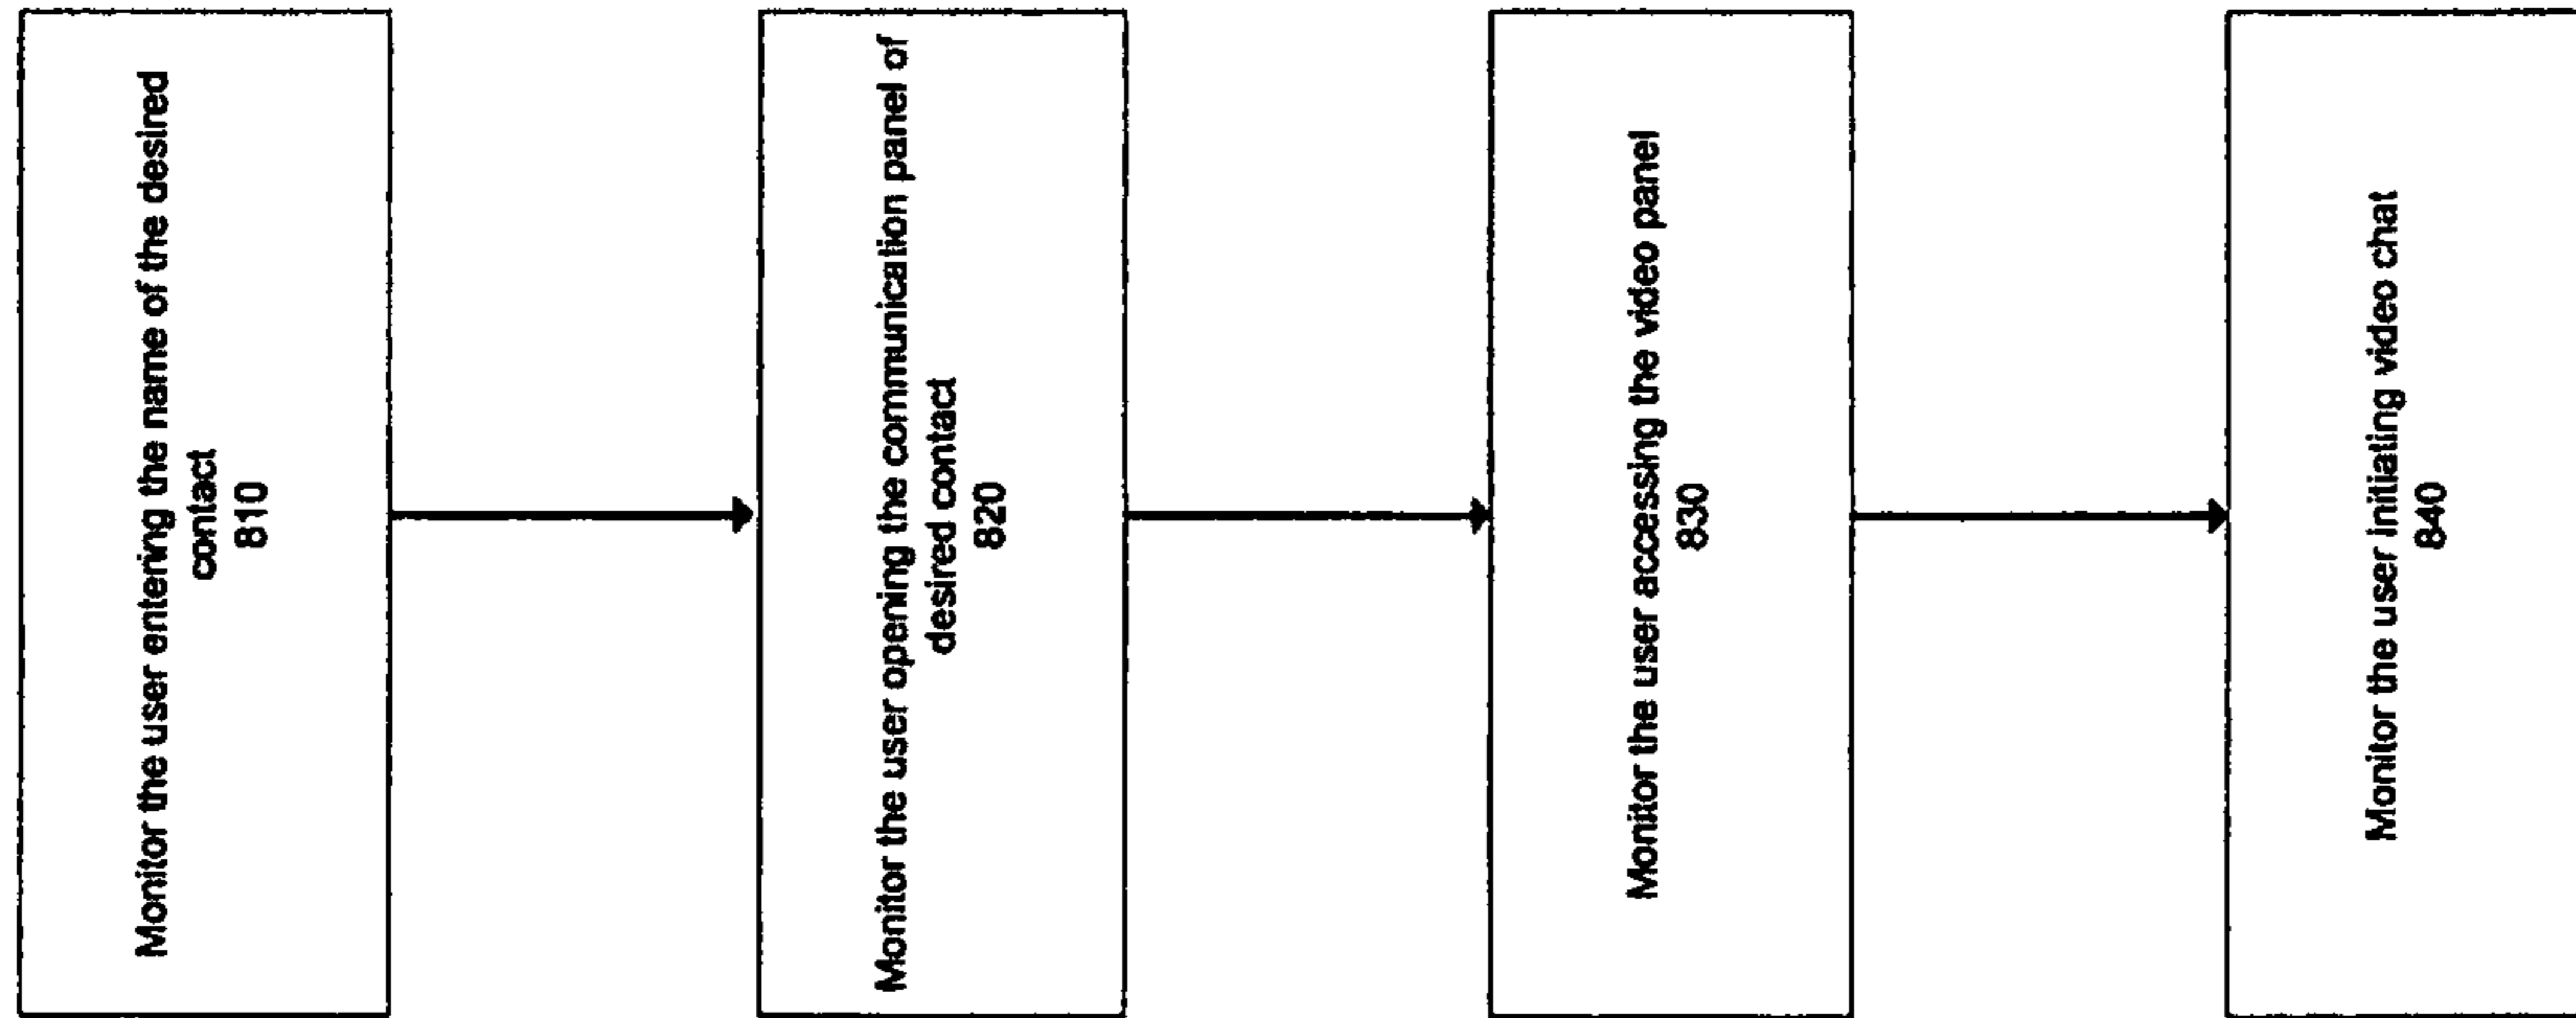 Monitor the user entering the name of the desired
contact
810
Monitor the user opening the communication panel of
desired contact
820
Monitor the user accessing the video panel
830
Monitor the user initiating video chat
840